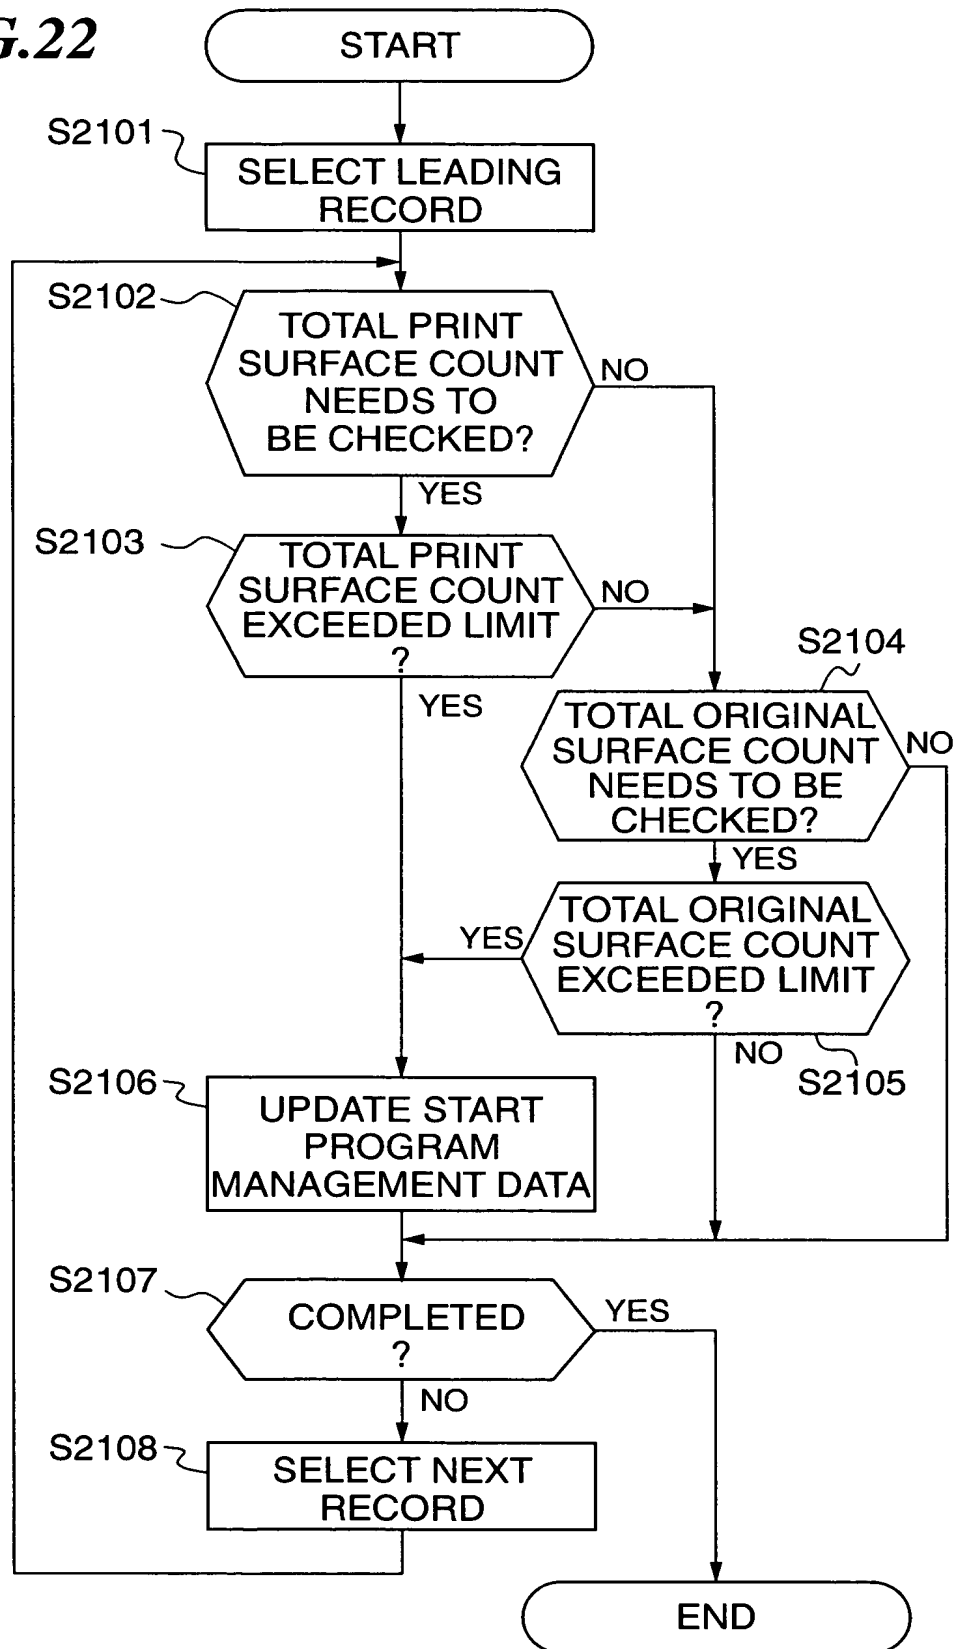 G.22
START
S2101
SELECT LEADING
RECORD
S2102
TOTAL PRINT
SURFACE COUNT
NEEDS TO
BE CHECKED?
NO
YES
S2103
TOTAL PRINT
SURFACE COUNT
EXCEEDED LIMIT
?
NO
YES
S2104
TOTAL ORIGINAL
SURFACE COUNT
NEEDS TO BE
CHECKED?
NO
YES
TOTAL ORIGINAL
SURFACE COUNT
EXCEEDED LIMIT
?
YES
NO
S2105
S2106
UPDATE START
PROGRAM
MANAGEMENT DATA
S2107
COMPLETED
?
YES
NO
S2108
SELECT NEXT
RECORD
END